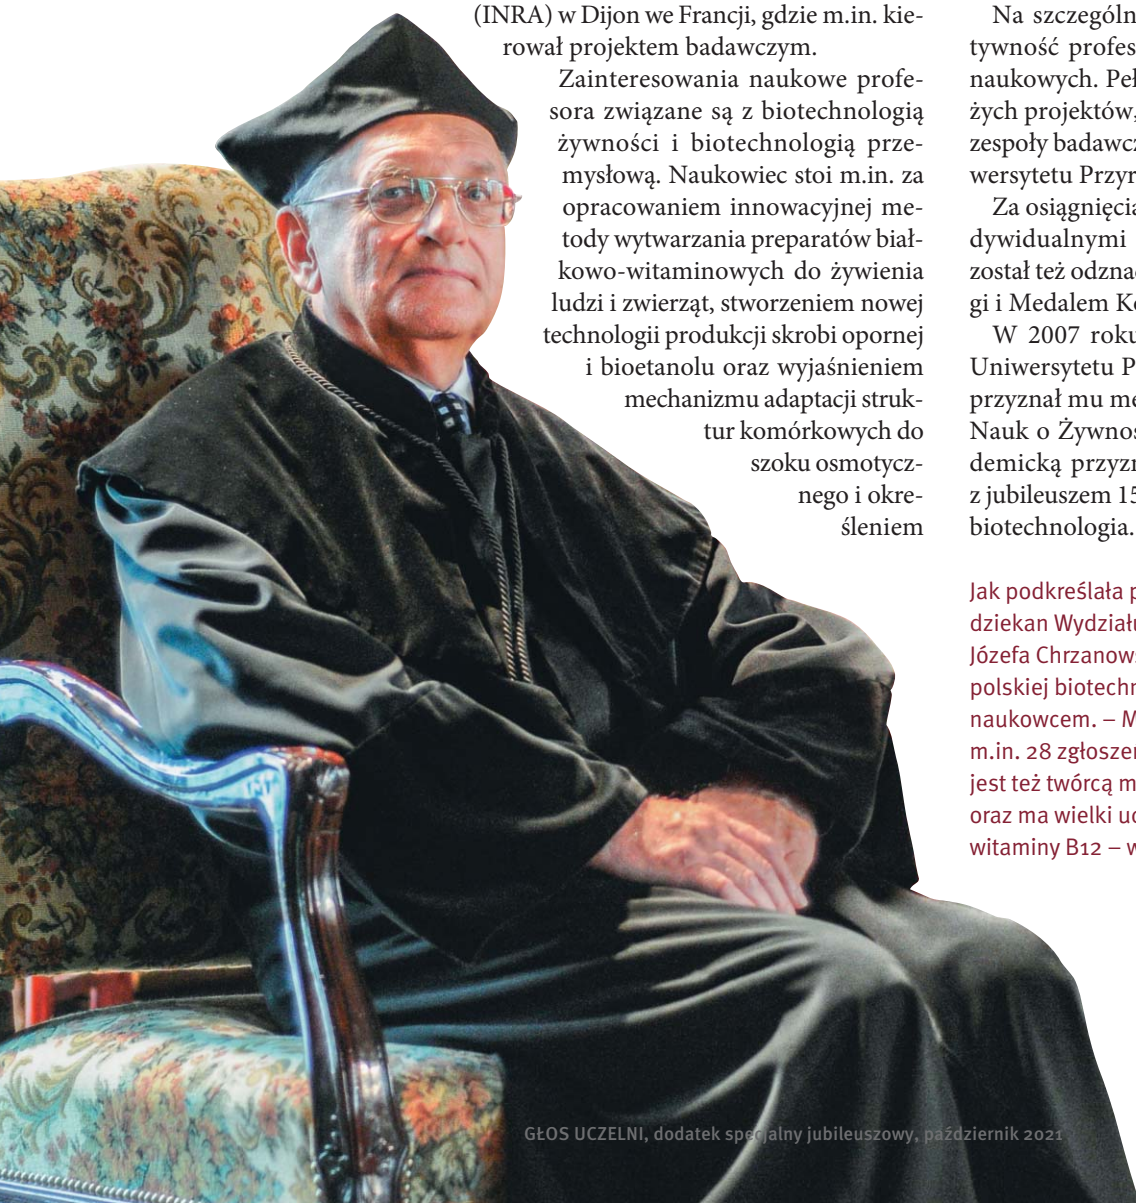 (INRA) w Dijon we Francji, gdzie m.in. kie-
rował projektem badawczym.
Zainteresowania naukowe profe-
sora związane są z biotechnologią
żywności i biotechnologią prze-
mysłową. Naukowiec stoi m.in. za
opracowaniem innowacyjnej me-
tody wytwarzania preparatów biał-
kowo-witaminowych do żywienia
ludzi i zwierząt, stworzeniem nowej
technologii produkcji skrobi opornej
i bioetanolu oraz wyjaśnieniem
mechanizmu adaptacji struk-
tur komórkowych do
szoku osmotycz-
nego i okre-
śleniem
Na szczególn
tywność profes
naukowych. Peł
żych projektów,
zespoły badawcz
wersytetu Przyr
Za osiągnięcia
dywidualnymi
został też odznac
gi i Medalem Ko
W 2007 roku
Uniwersytetu P
przyznał mu me
Nauk o Żywnoś
demicką przyzn
z jubileuszem 15
biotechnologia.
Jak podkreślała p
dziekan Wydziału
Józefa Chrzanows
polskiej biotechn
naukowcem. – M
m.in. 28 zgłoszeń
jest też twórcą m
oraz ma wielki ud
witaminy B12 – w
GŁOS UCZELNI, dodatek specjalny jubileuszowy, październik 2021